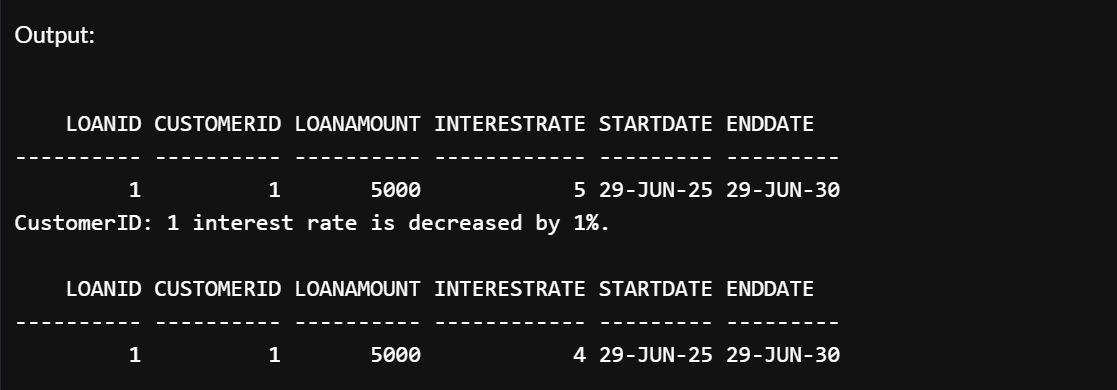 Output:
    LOANID CUSTOMERID LOANAMOUNT INTERESTRATE STARTDATE ENDDATE
---------- ---------- ---------- ------------ --------- ---------
         1          1       5000            5 29-JUN-25 29-JUN-30
CustomerID: 1 interest rate is decreased by 1%.
    LOANID CUSTOMERID LOANAMOUNT INTERESTRATE STARTDATE ENDDATE
---------- ---------- ---------- ------------ --------- ---------
         1          1       5000            4 29-JUN-25 29-JUN-30